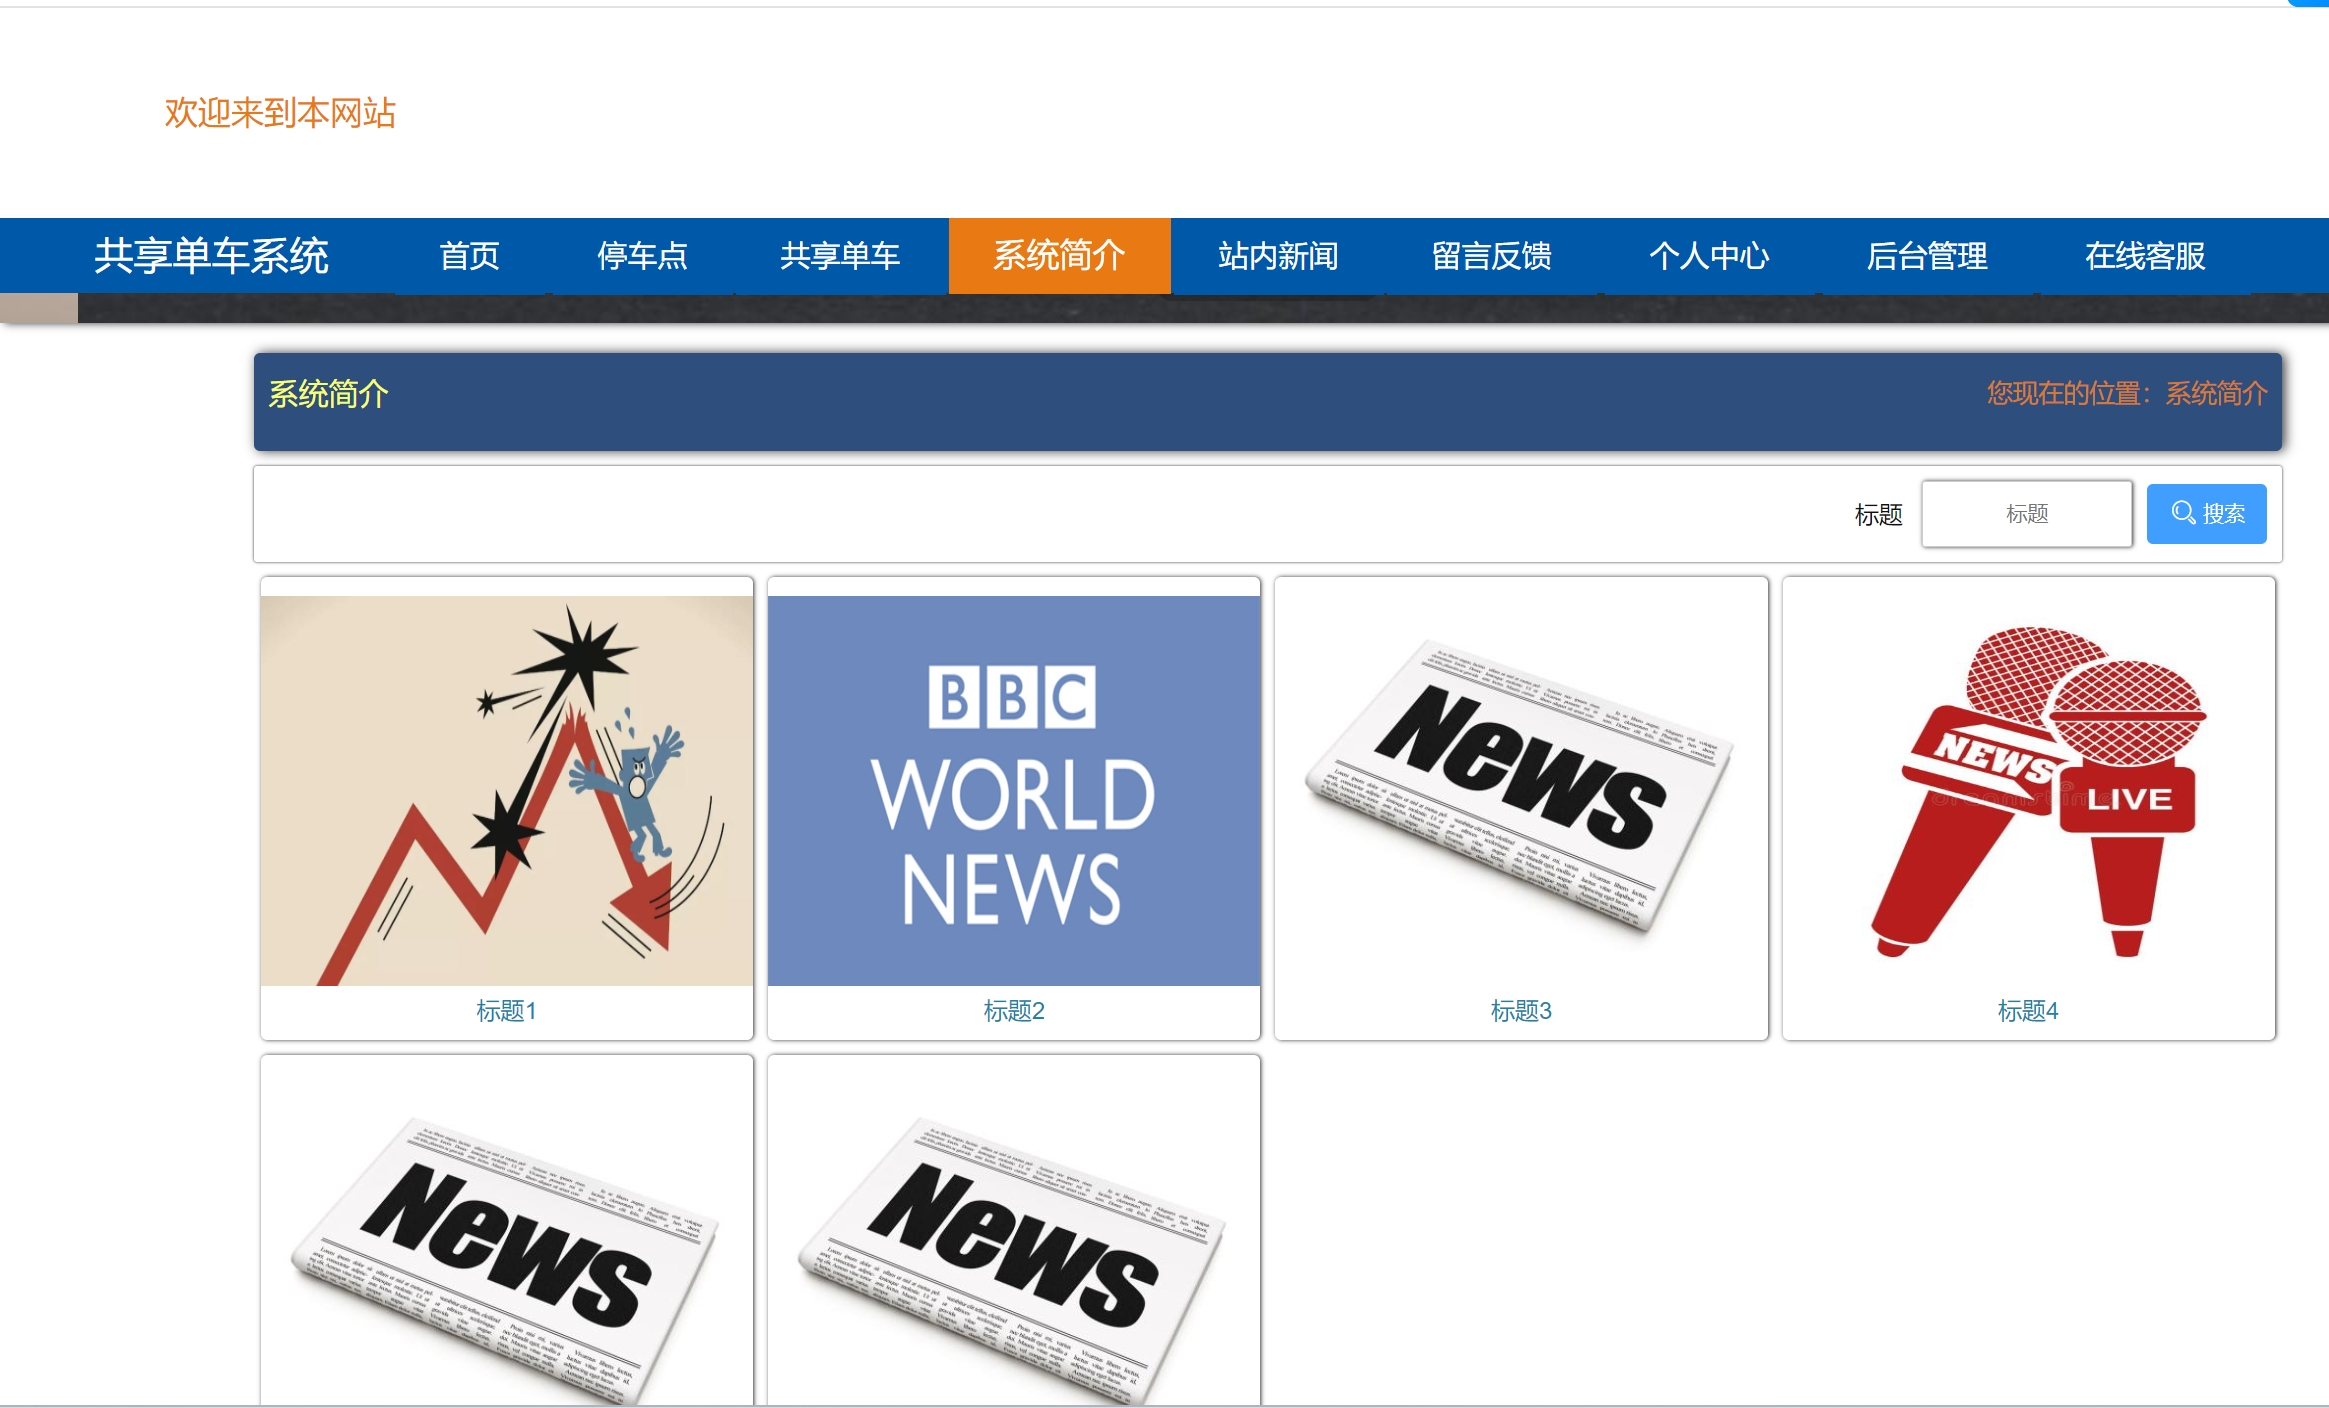 欢迎来到本网站
共享单车系统 首页 停车点 共享单车 系统简介 站内新闻 留言反馈 个人中心 后台管理 在线客服
系统简介 您现在的位置：系统简介
标题 标题 搜索
BBC
WORLD
NEWS
News
NEWS
LIVE
标题1 标题2 标题3 标题4
News News